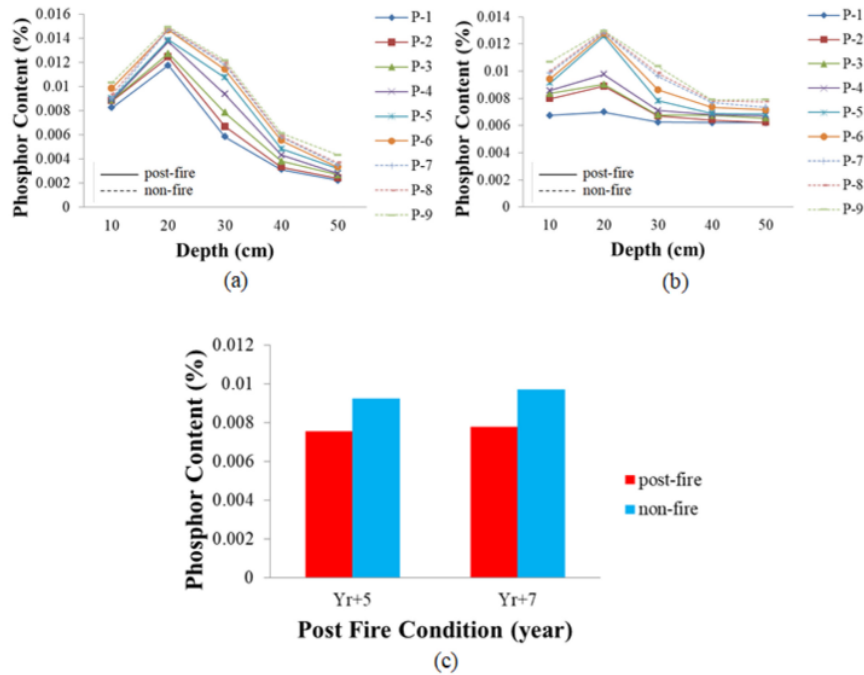 Phosphor Content (%)
0.016
0.014
0.012
0.01
0.008
0.006
0.004
0.002
0
post-fire
non-fire
10 20 30 40 50
Depth (cm)
P-1
P-2
P-3
P-4
P-5
P-6
P-7
P-8
P-9
(a)
Phosphor Content (%)
0.014
0.012
0.01
0.008
0.006
0.004
0.002
0
post-fire
non-fire
10 20 30 40 50
Depth (cm)
P-1
P-2
P-3
P-4
P-5
P-6
P-7
P-8
P-9
(b)
Phosphor Content (%)
0.012
0.01
0.008
0.006
0.004
0.002
0
Yr+5 Yr+7
Post Fire Condition (year)
post-fire
non-fire
(c)